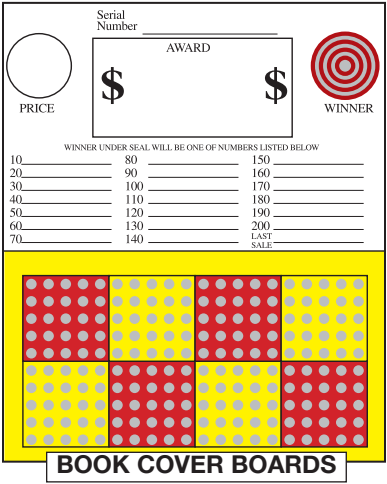 Serial
Number
AWARD
$ $
PRICE
WINNER
WINNER UNDER SEAL WILL BE ONE OF NUMBERS LISTED BELOW
10 80 150
20 90 160
30 100 170
40 110 180
50 120 190
60 130 200
70 140 LAST
SALE
BOOK COVER BOARDS